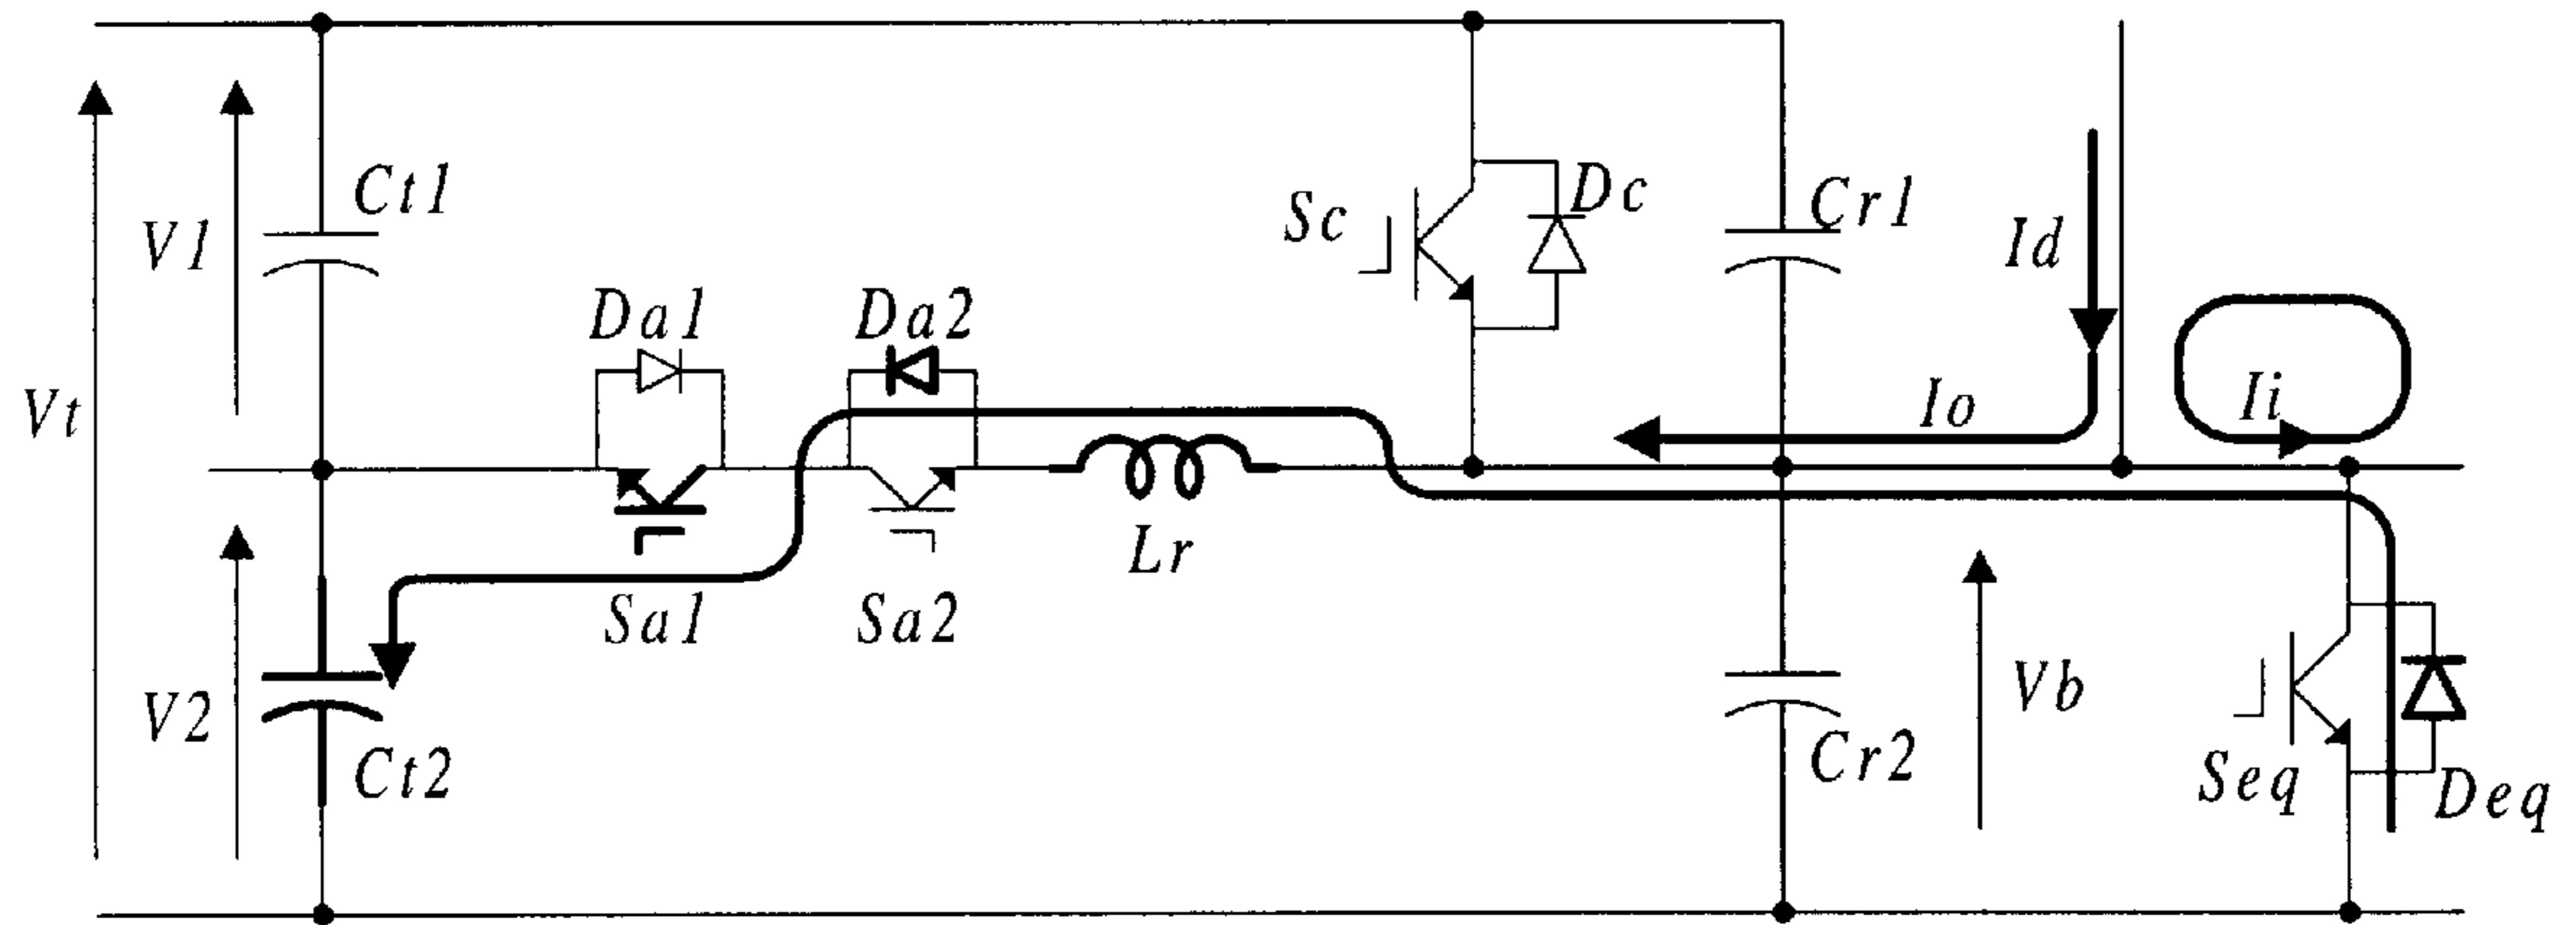 Ct1
Dc
Sc
Cr1
V1
Id
Da1
Da2
Ii
Vt
Io
Lr
Sa1
Sa2
Vb
V2
Ct2
Cr2
Seq
Deq